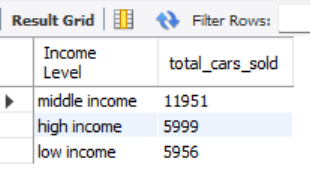 Result Grid Filter Rows:
Income
Level total_cars_sold
middle income 11951
high income 5999
low income 5956